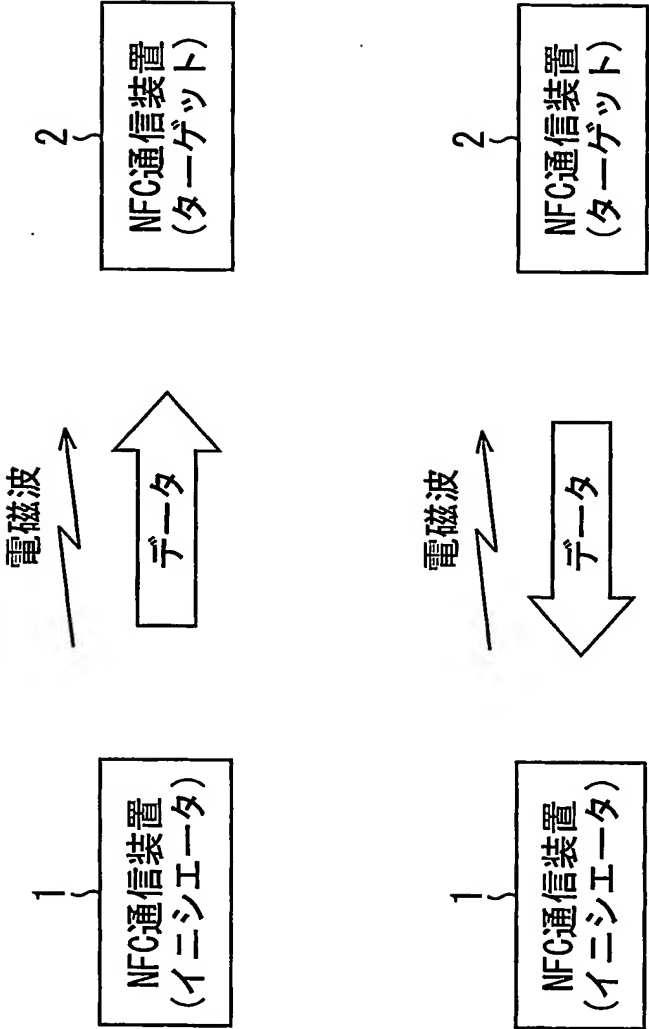 電磁波
1
NFC通信装置
(イニシエータ)
データ
2
NFC通信装置
(ターゲット)
電磁波
1
NFC通信装置
(イニシエータ)
データ
2
NFC通信装置
(ターゲット)